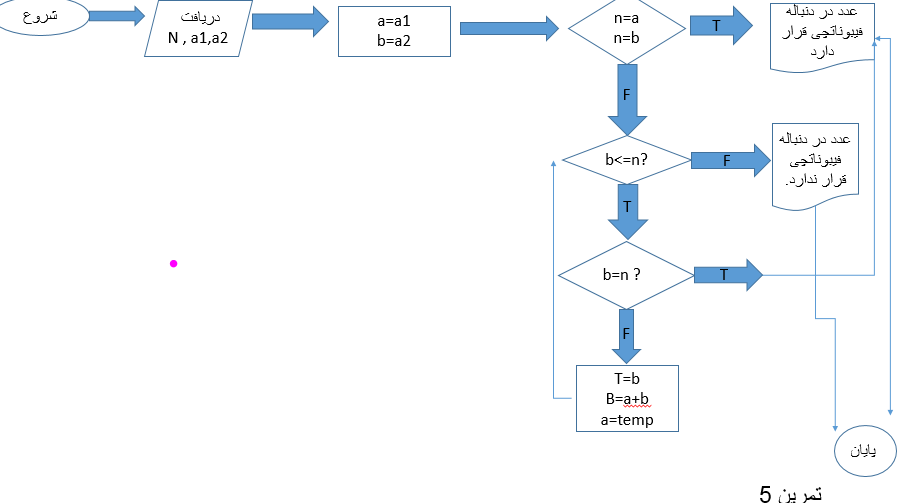 شروع
دریافت
N , a1,a2
a=a1
b=a2
n=a
n=b
T
عدد در دنباله
فیبوناتچی قرار
دارد
F
b<=n?
F
عدد در دنباله
فیبوناتچی
قرار ندارد.
T
b=n ?
T
F
T=b
B=a+b
a=temp
پایان
تمرین 5